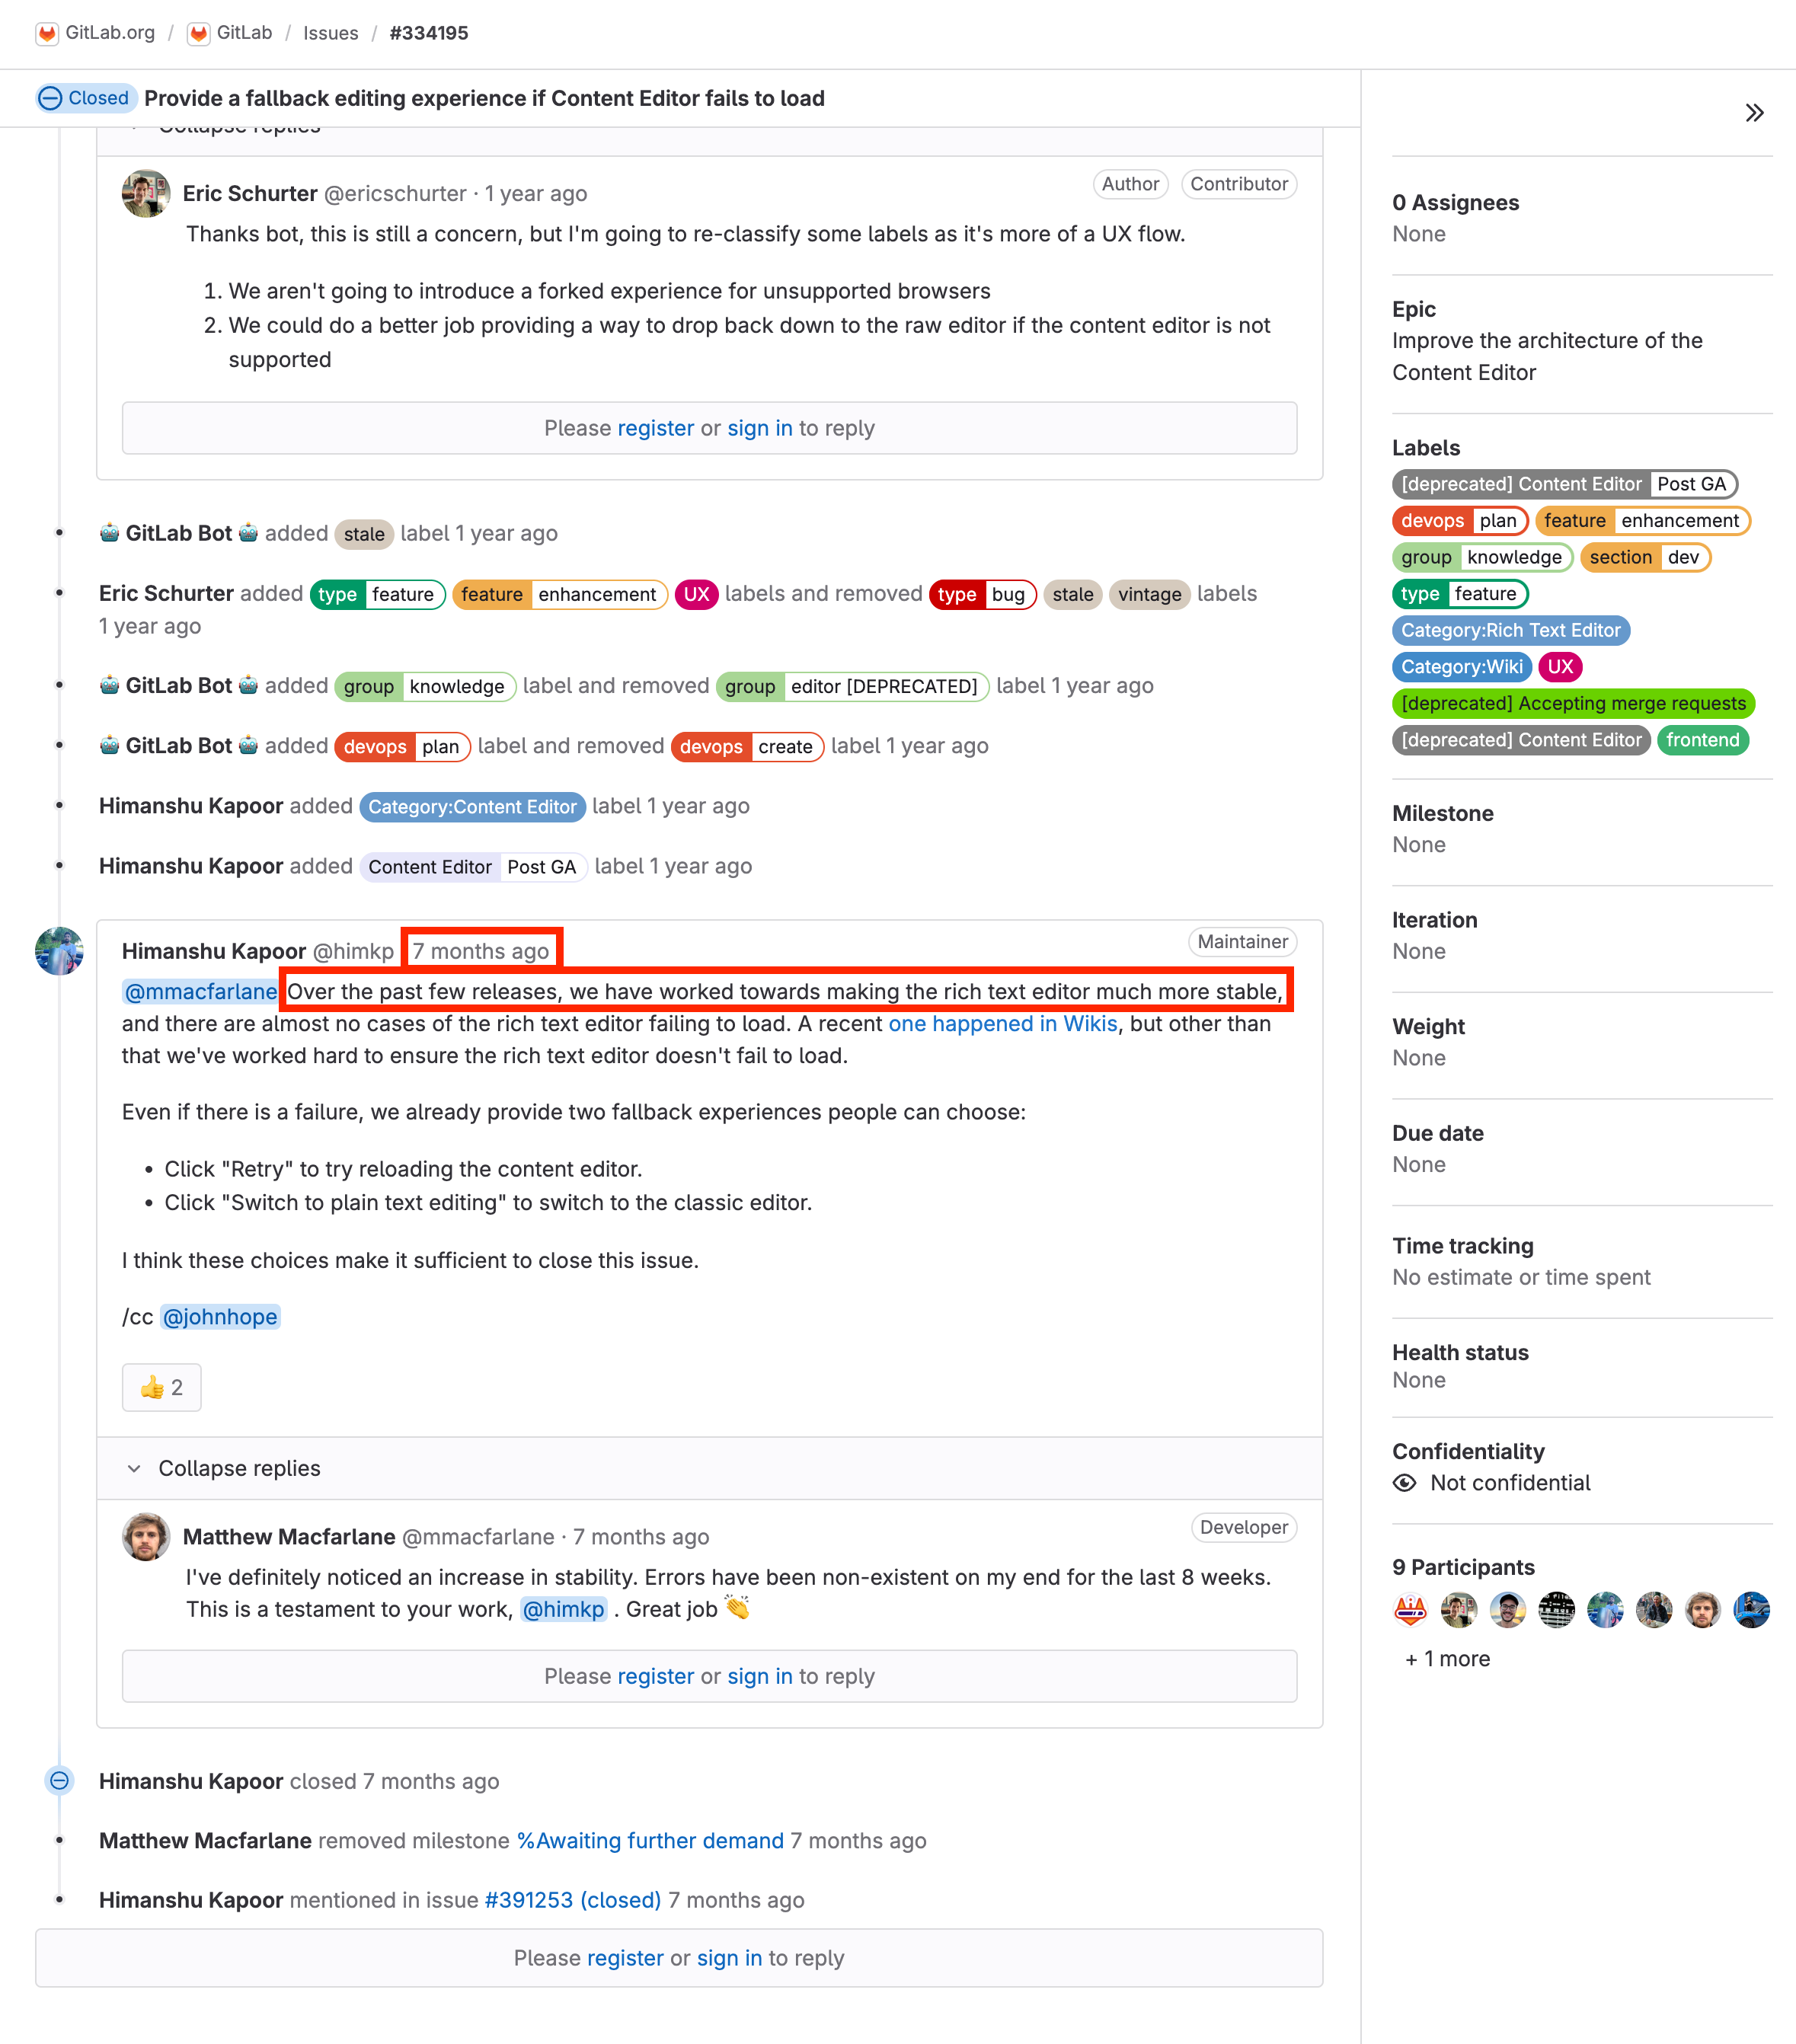 GitLab.org / GitLab / Issues / #334195
Closed Provide a fallback editing experience if Content Editor fails to load
Collapse replies
Eric Schurter @ericschurter · 1 year ago Author Contributor
Thanks bot, this is still a concern, but I'm going to re-classify some labels as it's more of a UX flow.
1. We aren't going to introduce a forked experience for unsupported browsers
2. We could do a better job providing a way to drop back down to the raw editor if the content editor is not
supported
Please register or sign in to reply
GitLab Bot added stale label 1 year ago
Eric Schurter added type feature feature enhancement UX labels and removed type bug stale vintage labels
1 year ago
GitLab Bot added group knowledge label and removed group editor [DEPRECATED] label 1 year ago
GitLab Bot added devops plan label and removed devops create label 1 year ago
Himanshu Kapoor added Category:Content Editor label 1 year ago
Himanshu Kapoor added Content Editor Post GA label 1 year ago
Himanshu Kapoor @himkp 7 months ago Maintainer
@mmacfarlane Over the past few releases, we have worked towards making the rich text editor much more stable,
and there are almost no cases of the rich text editor failing to load. A recent one happened in Wikis, but other than
that we've worked hard to ensure the rich text editor doesn't fail to load.
Even if there is a failure, we already provide two fallback experiences people can choose:
• Click "Retry" to try reloading the content editor.
• Click "Switch to plain text editing" to switch to the classic editor.
I think these choices make it sufficient to close this issue.
/cc @johnhope
👍 2
Collapse replies
Matthew Macfarlane @mmacfarlane · 7 months ago Developer
I've definitely noticed an increase in stability. Errors have been non-existent on my end for the last 8 weeks.
This is a testament to your work, @himkp . Great job 👏
Please register or sign in to reply
Himanshu Kapoor closed 7 months ago
Matthew Macfarlane removed milestone %Awaiting further demand 7 months ago
Himanshu Kapoor mentioned in issue #391253 (closed) 7 months ago
Please register or sign in to reply
0 Assignees
None
Epic
Improve the architecture of the
Content Editor
Labels
[deprecated] Content Editor Post GA
devops plan feature enhancement
group knowledge section dev
type feature
Category:Rich Text Editor
Category:Wiki UX
[deprecated] Accepting merge requests
[deprecated] Content Editor frontend
Milestone
None
Iteration
None
Weight
None
Due date
None
Time tracking
No estimate or time spent
Health status
None
Confidentiality
Not confidential
9 Participants
+ 1 more